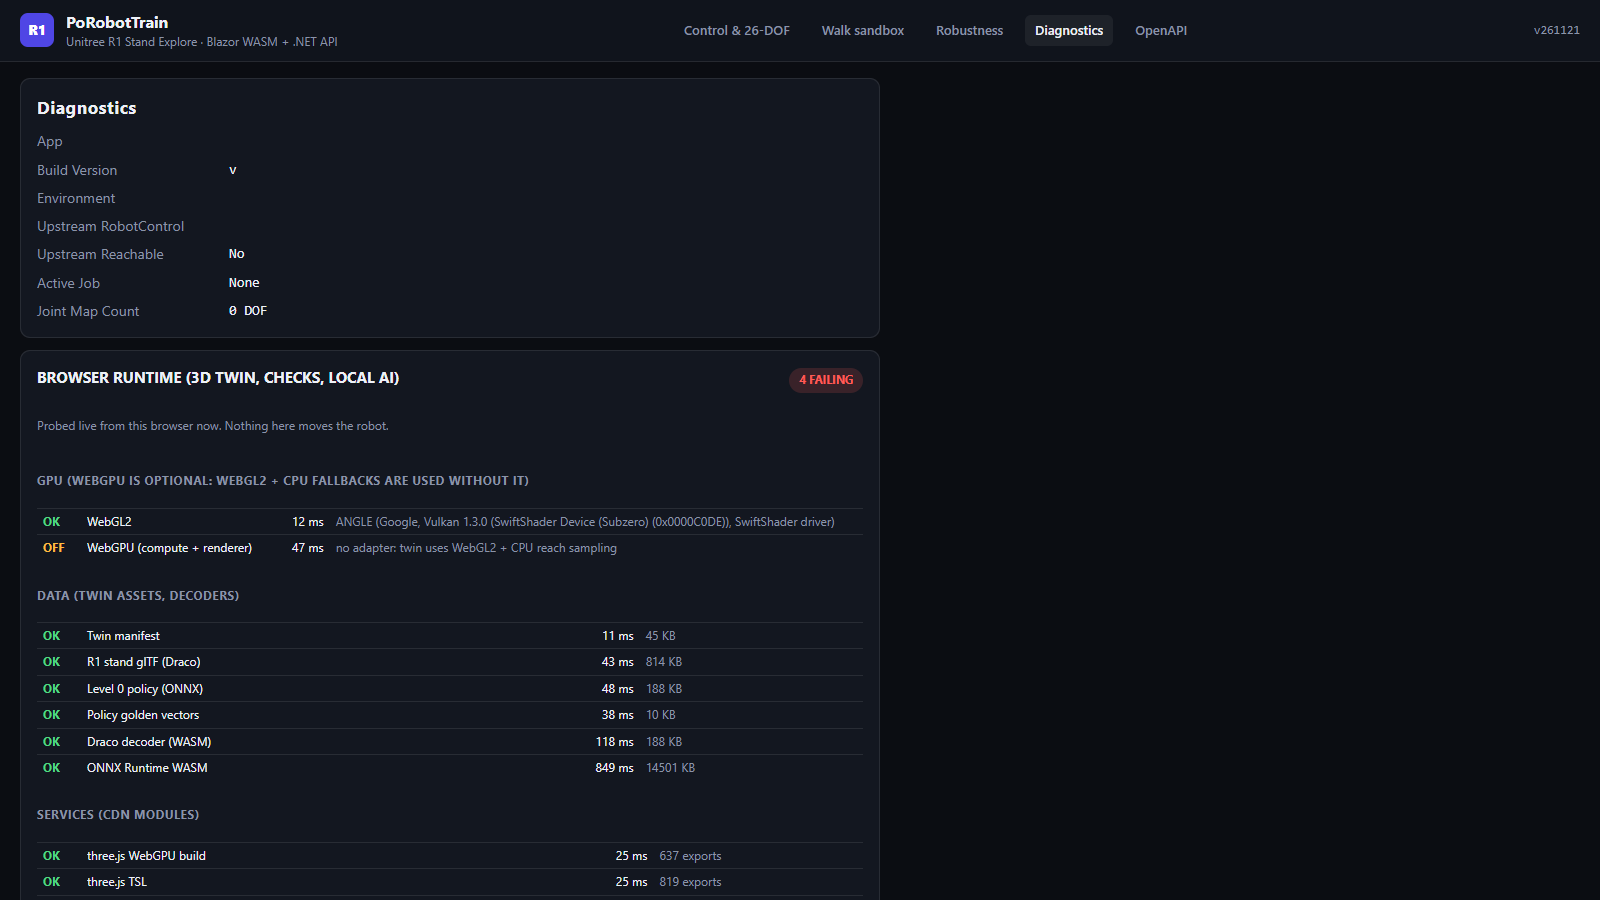 R1
PoRobotTrain
Unitree R1 Stand Explore · Blazor WASM + .NET API
Control & 26-DOF
Walk sandbox
Robustness
Diagnostics
OpenAPI
v261121
Diagnostics
App
Build Version v
Environment
Upstream RobotControl
Upstream Reachable No
Active Job None
Joint Map Count 0 DOF
BROWSER RUNTIME (3D TWIN, CHECKS, LOCAL AI)
4 FAILING
Probed live from this browser now. Nothing here moves the robot.
GPU (WEBGPU IS OPTIONAL: WEBGL2 + CPU FALLBACKS ARE USED WITHOUT IT)
OK WebGL2 12 ms ANGLE (Google, Vulkan 1.3.0 (SwiftShader Device (Subzero) (0x0000C0DE)), SwiftShader driver)
OFF WebGPU (compute + renderer) 47 ms no adapter: twin uses WebGL2 + CPU reach sampling
DATA (TWIN ASSETS, DECODERS)
OK Twin manifest 11 ms 45 KB
OK R1 stand glTF (Draco) 43 ms 814 KB
OK Level 0 policy (ONNX) 48 ms 188 KB
OK Policy golden vectors 38 ms 10 KB
OK Draco decoder (WASM) 118 ms 188 KB
OK ONNX Runtime WASM 849 ms 14501 KB
SERVICES (CDN MODULES)
OK three.js WebGPU build 25 ms 637 exports
OK three.js TSL 25 ms 819 exports